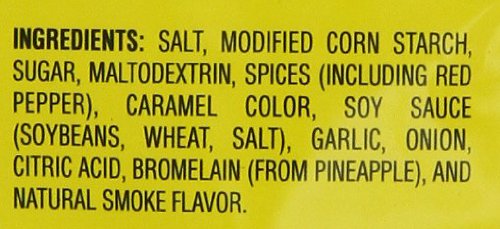 INGREDIENTS: SALT, MODIFIED CORN STARCH,
SUGAR, MALTODEXTRIN, SPICES (INCLUDING RED
PEPPER), CARAMEL COLOR, SOY SAUCE
(SOYBEANS, WHEAT, SALT), GARLIC, ONION,
CITRIC ACID, BROMELAIN (FROM PINEAPPLE), AND
NATURAL SMOKE FLAVOR.